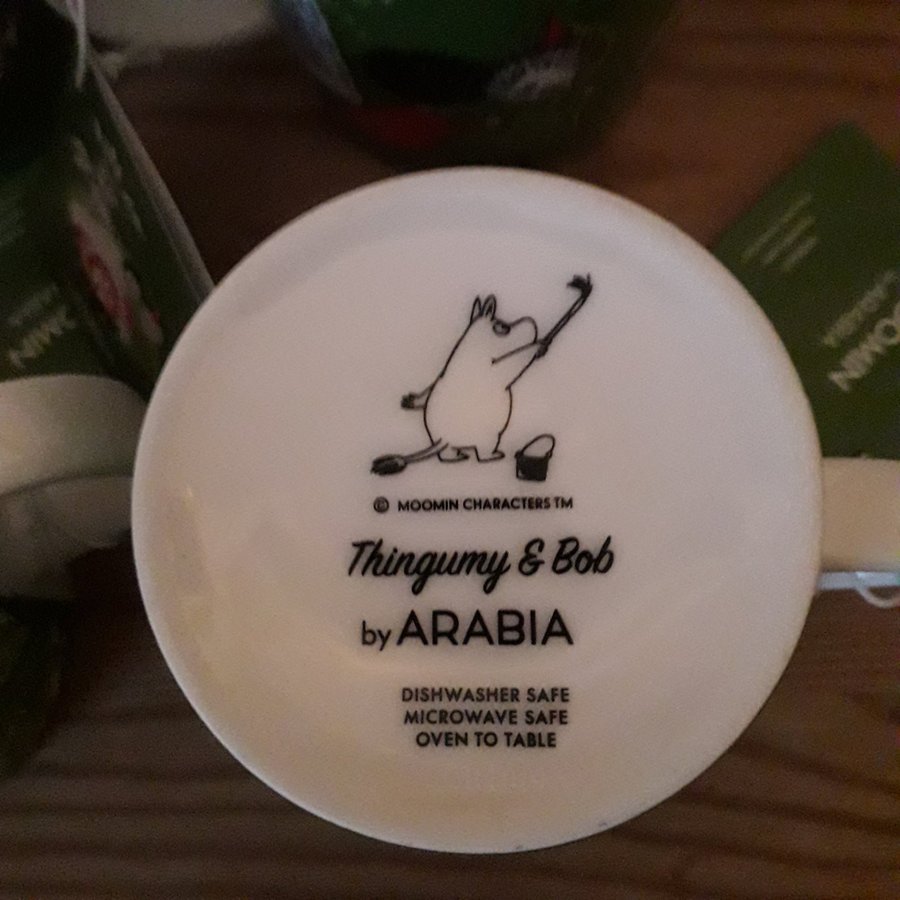 © MOOMIN CHARACTERS TM
Thingumy & Bob
by ARABIA
DISHWASHER SAFE
MICROWAVE SAFE
OVEN TO TABLE